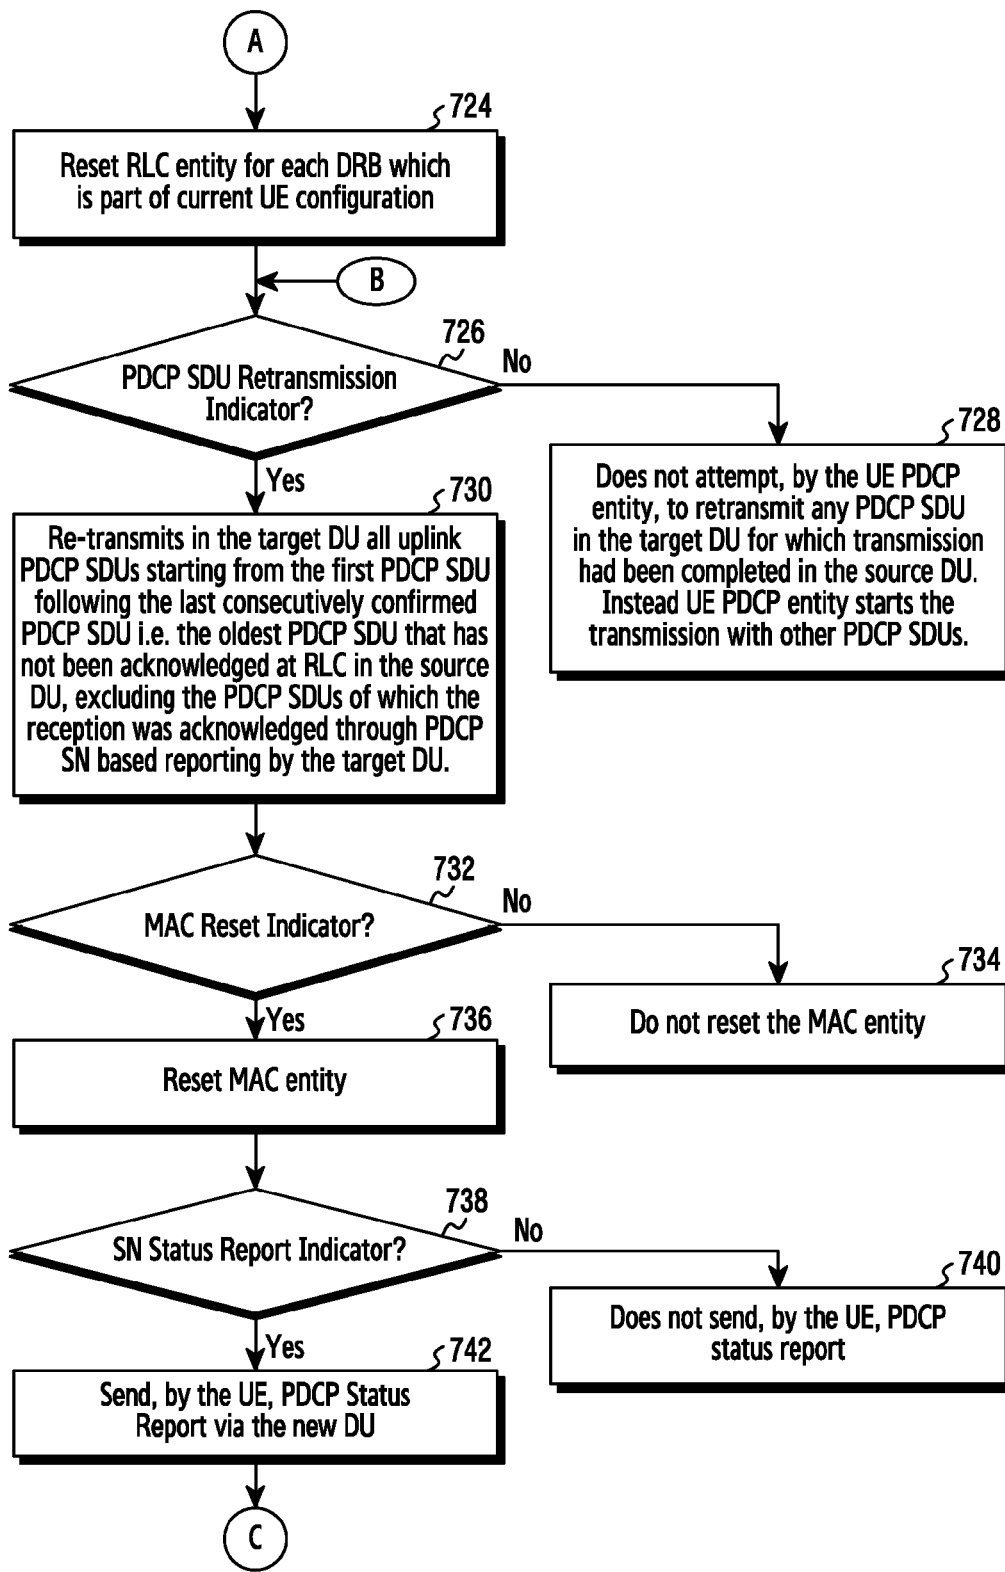 A
724
Reset RLC entity for each DRB which
is part of current UE configuration
B
726
PDCP SDU Retransmission
Indicator?
No
Yes
728
Does not attempt, by the UE PDCP
entity, to retransmit any PDCP SDU
in the target DU for which transmission
had been completed in the source DU.
Instead UE PDCP entity starts the
transmission with other PDCP SDUs.
730
Re-transmits in the target DU all uplink
PDCP SDUs starting from the first PDCP SDU
following the last consecutively confirmed
PDCP SDU i.e. the oldest PDCP SDU that has
not been acknowledged at RLC in the source
DU, excluding the PDCP SDUs of which the
reception was acknowledged through PDCP
SN based reporting by the target DU.
732
MAC Reset Indicator?
No
Yes
734
Do not reset the MAC entity
736
Reset MAC entity
738
SN Status Report Indicator?
No
Yes
740
Does not send, by the UE, PDCP
status report
742
Send, by the UE, PDCP Status
Report via the new DU
C